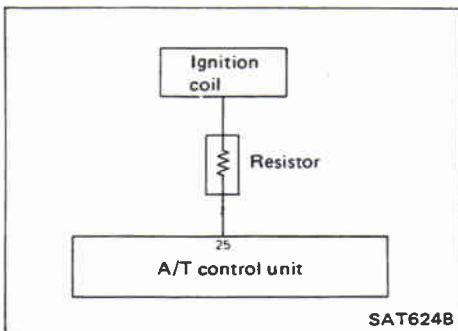 Ignition
coil
Resistor
25
A/T control unit
SAT624B